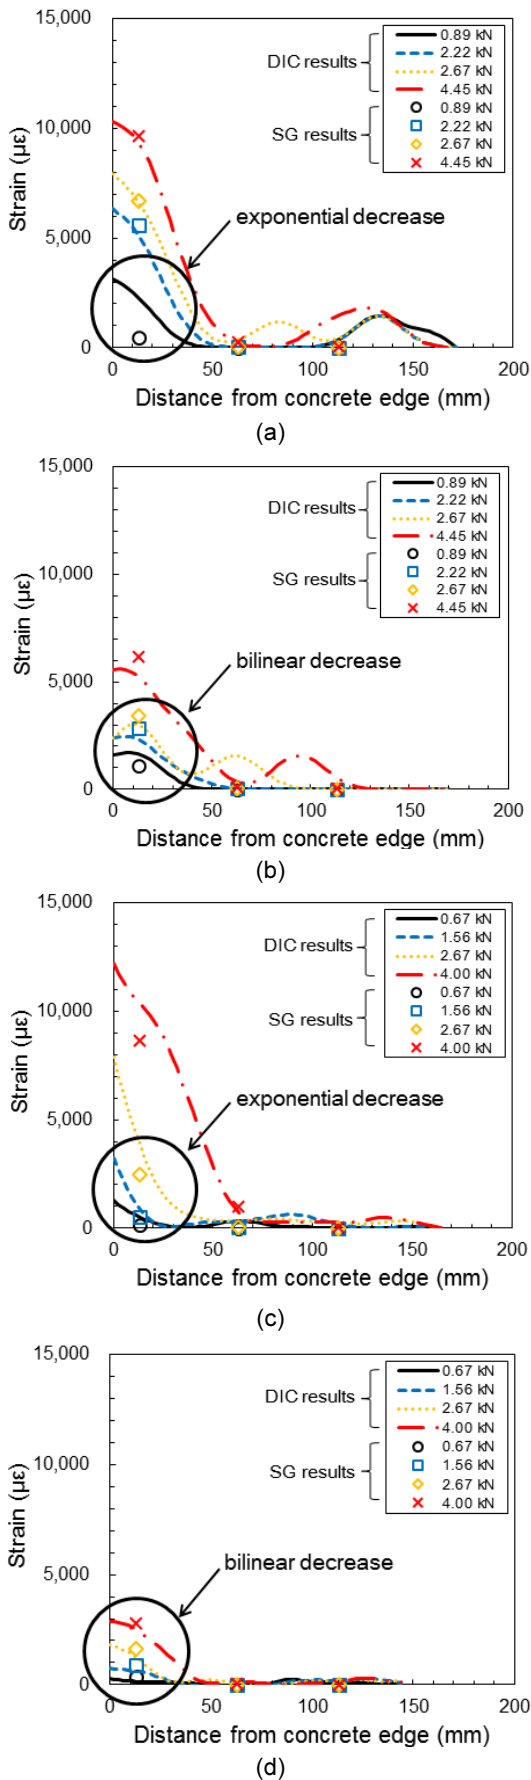 15,000
10,000
5,000
0
Strain (με)
DIC results
0.89 kN
2.22 kN
2.67 kN
4.45 kN
SG results
0.89 kN
2.22 kN
2.67 kN
4.45 kN
exponential decrease
0 50 100 150 200
Distance from concrete edge (mm)
(a)
15,000
10,000
5,000
0
Strain (με)
DIC results
0.89 kN
2.22 kN
2.67 kN
4.45 kN
SG results
0.89 kN
2.22 kN
2.67 kN
4.45 kN
bilinear decrease
0 50 100 150 200
Distance from concrete edge (mm)
(b)
15,000
10,000
5,000
0
Strain (με)
DIC results
0.67 kN
1.56 kN
2.67 kN
4.00 kN
SG results
0.67 kN
1.56 kN
2.67 kN
4.00 kN
exponential decrease
0 50 100 150 200
Distance from concrete edge (mm)
(c)
15,000
10,000
5,000
0
Strain (με)
DIC results
0.67 kN
1.56 kN
2.67 kN
4.00 kN
SG results
0.67 kN
1.56 kN
2.67 kN
4.00 kN
bilinear decrease
0 50 100 150 200
Distance from concrete edge (mm)
(d)